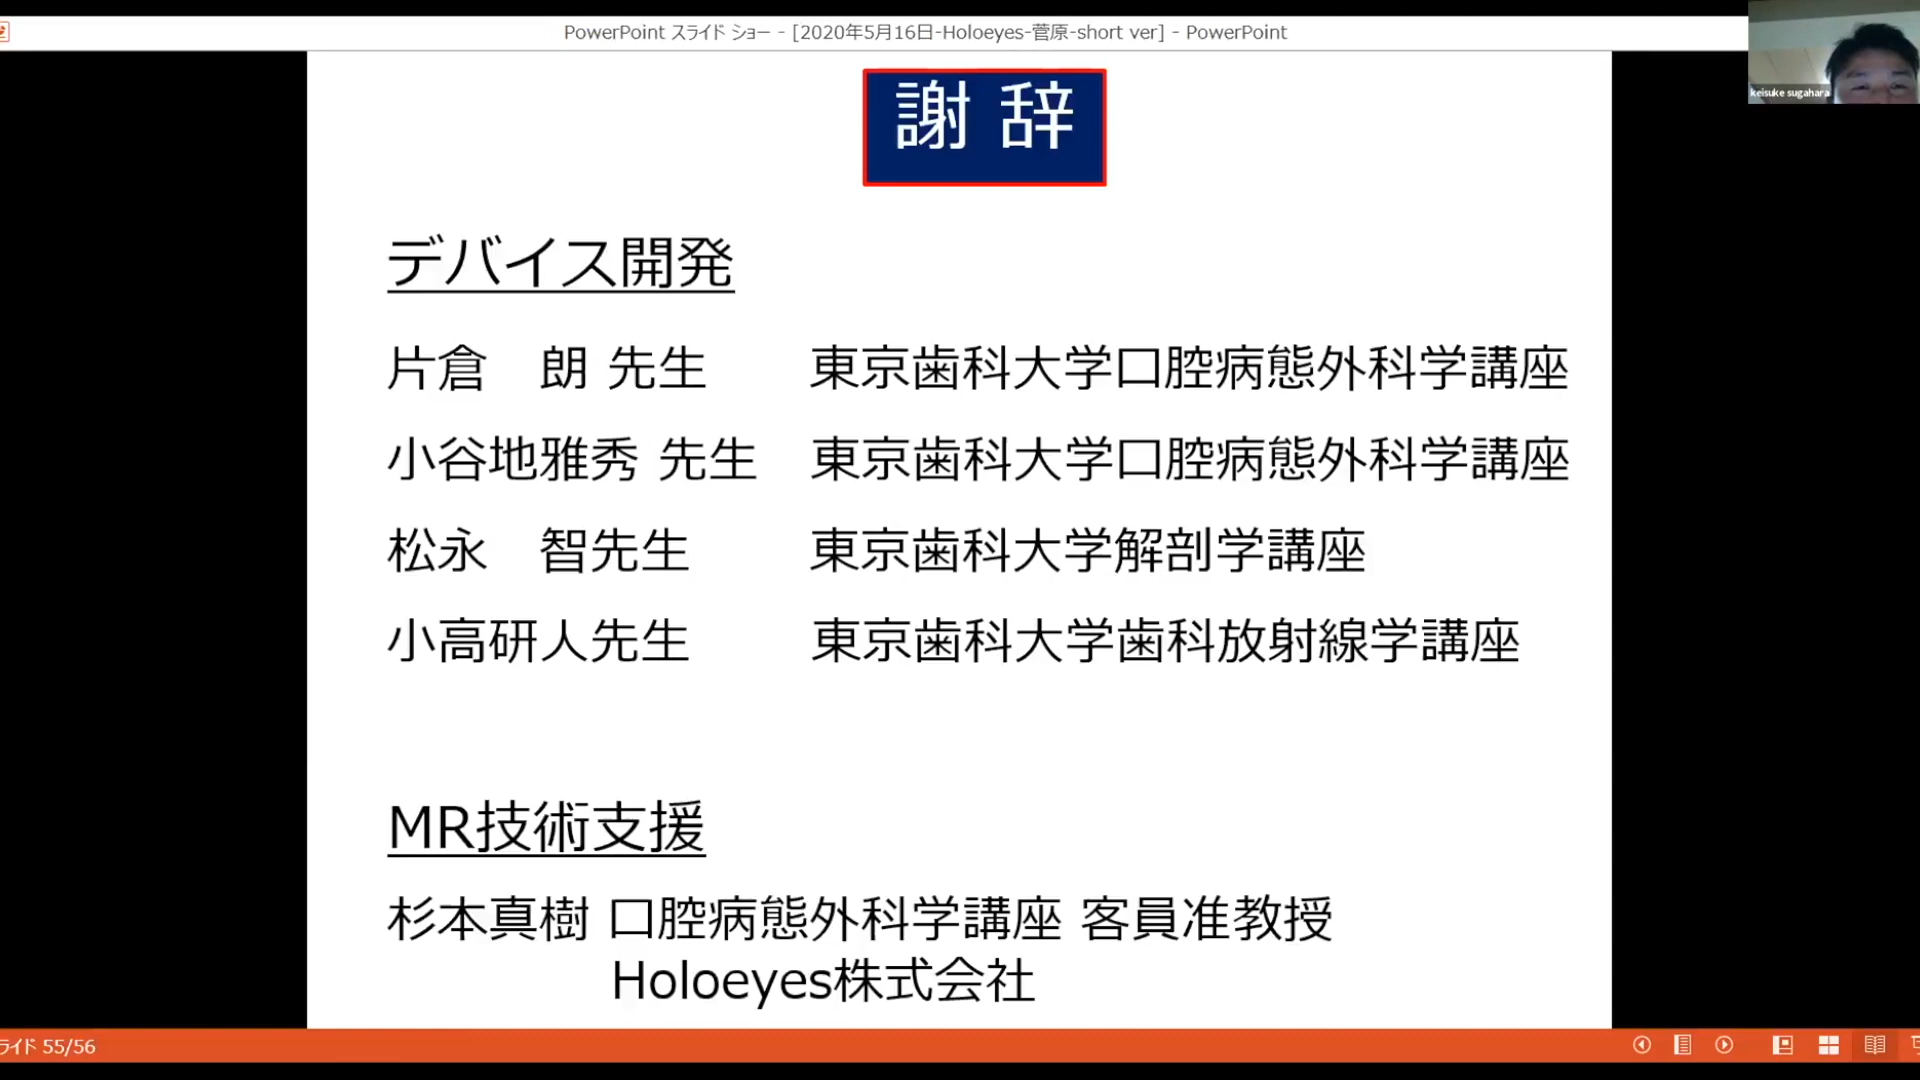 PowerPoint スライド ショー - [2020年5月16日-Holoeyes-菅原-short ver] - PowerPoint
keisuke sugahara
謝 辞
デバイス開発
片倉　朗 先生　　東京歯科大学口腔病態外科学講座
小谷地雅秀 先生　東京歯科大学口腔病態外科学講座
松永　智先生　　東京歯科大学解剖学講座
小高研人先生　　東京歯科大学歯科放射線学講座
MR技術支援
杉本真樹 口腔病態外科学講座 客員准教授
Holoeyes株式会社
ライド 55/56